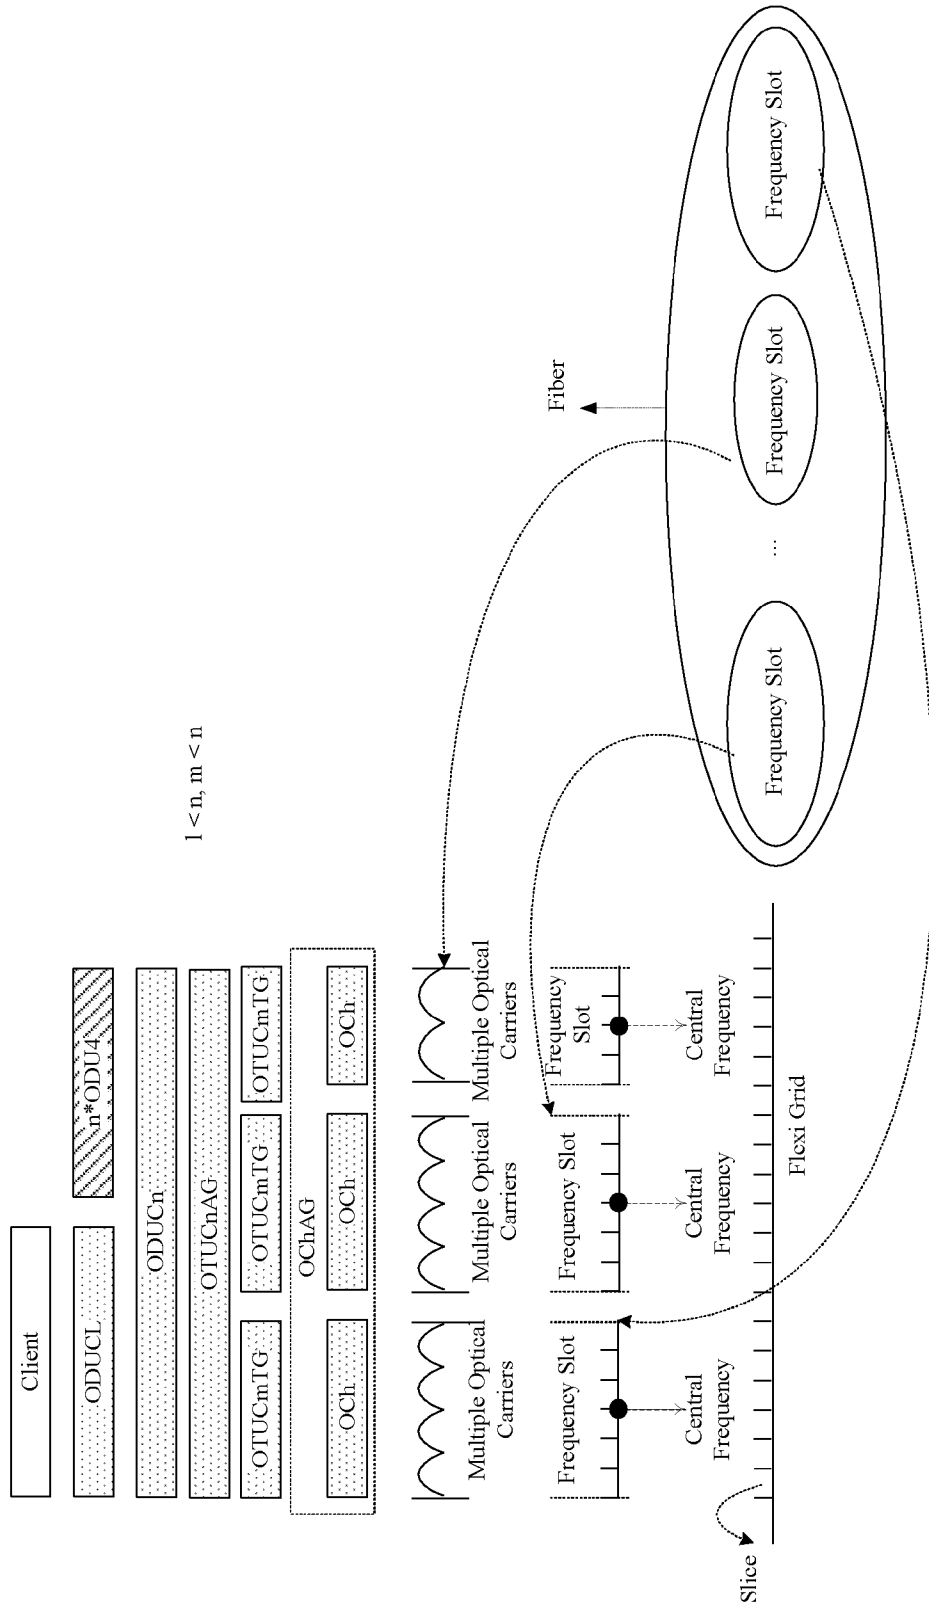 Client
ODUCL
n*ODU4
ODUCn
OTUCnAG
l < n, m < n
OTUCmTG
OTUCmTG
OTUCmTG
OChAG
OCh
OCh
OCh
Multiple Optical
Carriers
Multiple Optical
Carriers
Multiple Optical
Carriers
Fiber
Frequency Slot
Frequency Slot
Frequency
Slot
Central
Frequency
Central
Frequency
Central
Frequency
Slice
Flexi Grid
Frequency Slot
...
Frequency Slot
Frequency Slot